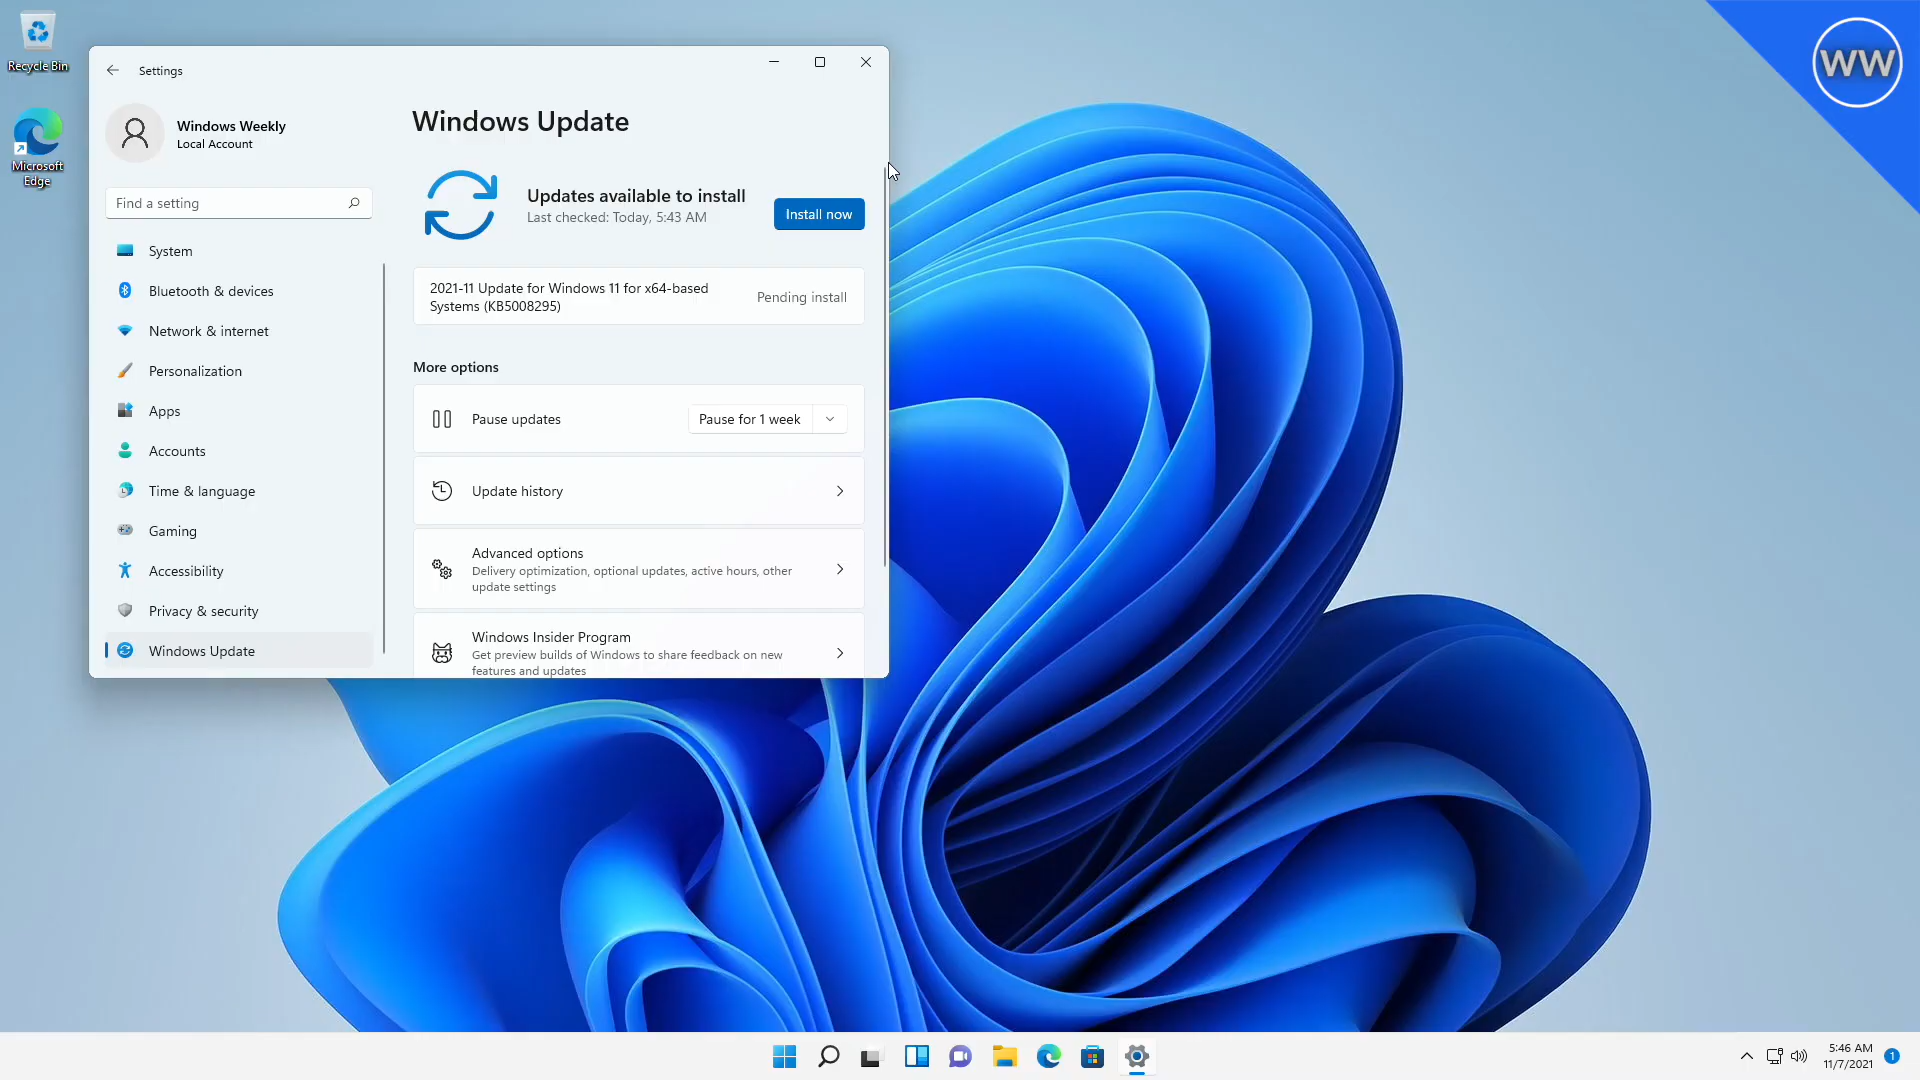 Recycle Bin
Microsoft
Edge
Settings
Windows Weekly
Local Account
Find a setting
System
Bluetooth & devices
Network & internet
Personalization
Apps
Accounts
Time & language
Gaming
Accessibility
Privacy & security
Windows Update
Windows Update
Updates available to install
Last checked: Today, 5:43 AM
Install now
2021-11 Update for Windows 11 for x64-based
Systems (KB5008295)
Pending install
More options
Pause updates
Pause for 1 week
Update history
Advanced options
Delivery optimization, optional updates, active hours, other
update settings
Windows Insider Program
Get preview builds of Windows to share feedback on new
features and updates
WW
5:46 AM
11/7/2021
1